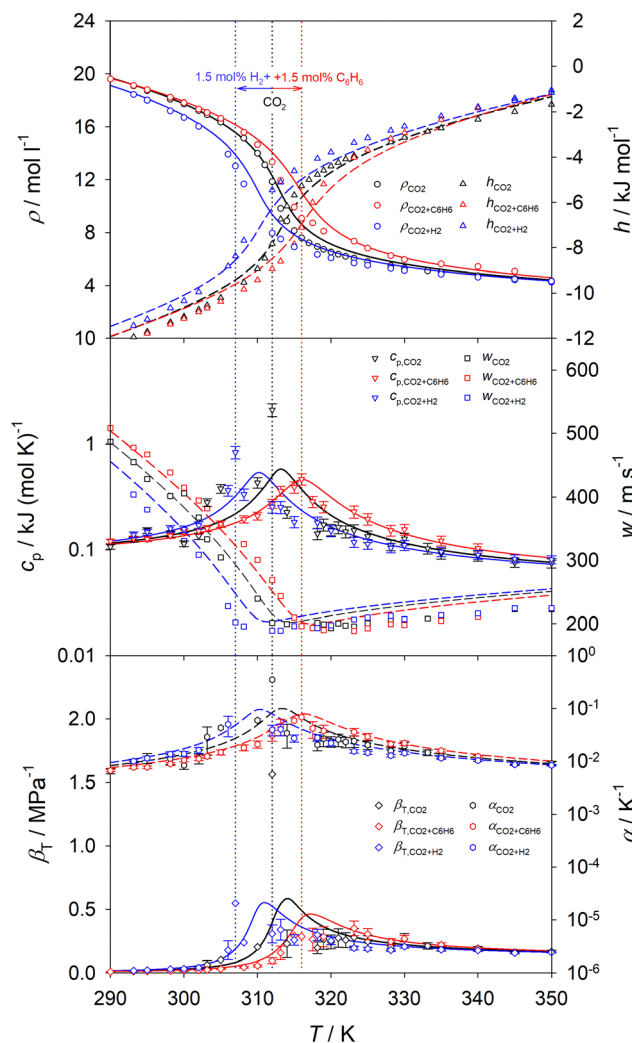 24
20
16
12
8
4
10
ρ / mol l⁻¹
2
0
-2
-4
-6
-8
-10
-12
h / kJ mol⁻¹
1.5 mol% H₂+ +1.5 mol% C₆H₆
CO₂
ρCO2 hCO2
ρCO2+C6H6 hCO2+C6H6
ρCO2+H2 hCO2+H2
1
0.1
0.01
cₚ / kJ (mol K)⁻¹
600
500
400
300
200
w / m s⁻¹
cp,CO2 wCO2
cp,CO2+C6H6 wCO2+C6H6
cp,CO2+H2 wCO2+H2
2.0
1.5
1.0
0.5
0.0
βT / MPa⁻¹
10⁰
10⁻¹
10⁻²
10⁻³
10⁻⁴
10⁻⁵
10⁻⁶
α / K⁻¹
βT,CO2 αCO2
βT,CO2+C6H6 αCO2+C6H6
βT,CO2+H2 αCO2+H2
290 300 310 320 330 340 350
T / K